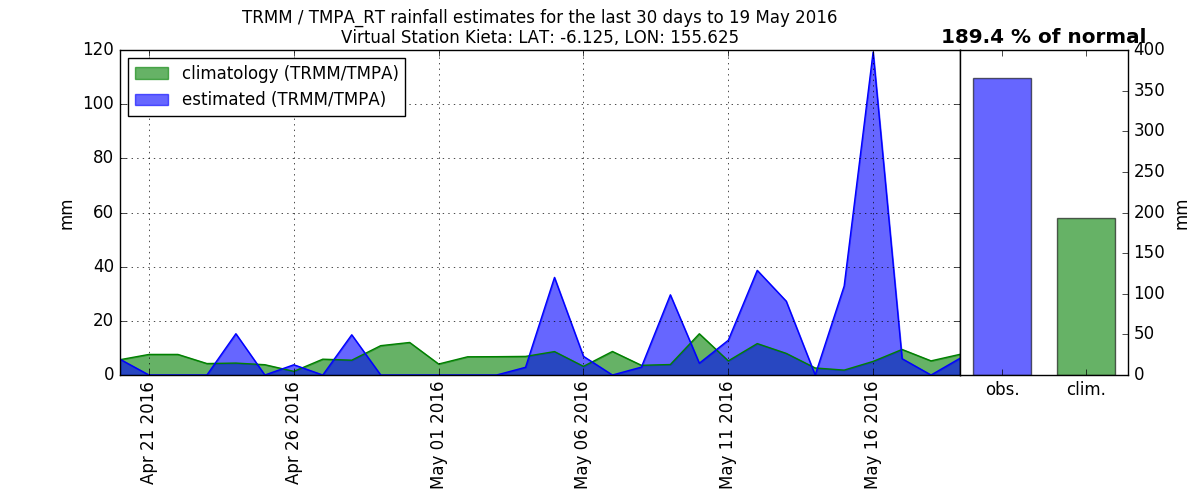 TRMM / TMPA_RT rainfall estimates for the last 30 days to 19 May 2016
Virtual Station Kieta: LAT: -6.125, LON: 155.625
189.4 % of normal
climatology (TRMM/TMPA)
estimated (TRMM/TMPA)
120
100
80
60
40
20
0
mm
Apr 21 2016
Apr 26 2016
May 01 2016
May 06 2016
May 11 2016
May 16 2016
400
350
300
250
200
150
100
50
0
mm
obs.
clim.